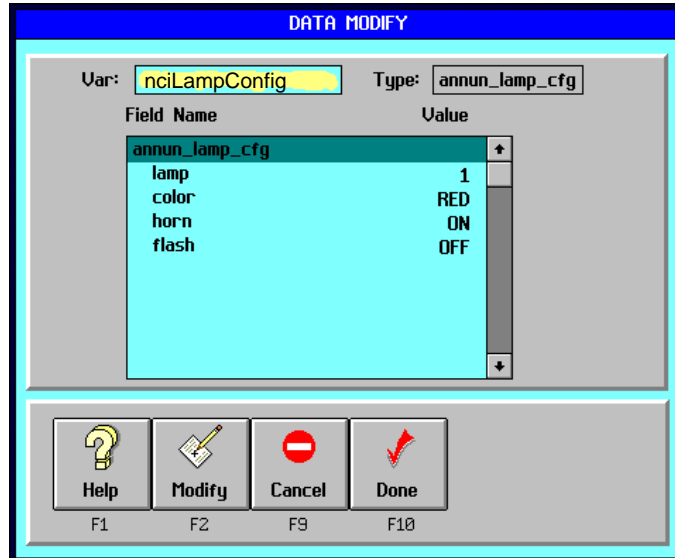 DATA MODIFY
Var: nciLampConfig Type: annun_lamp_cfg
Field Name Value
annun_lamp_cfg
lamp 1
color RED
horn ON
flash OFF
Help Modify Cancel Done
F1 F2 F9 F10